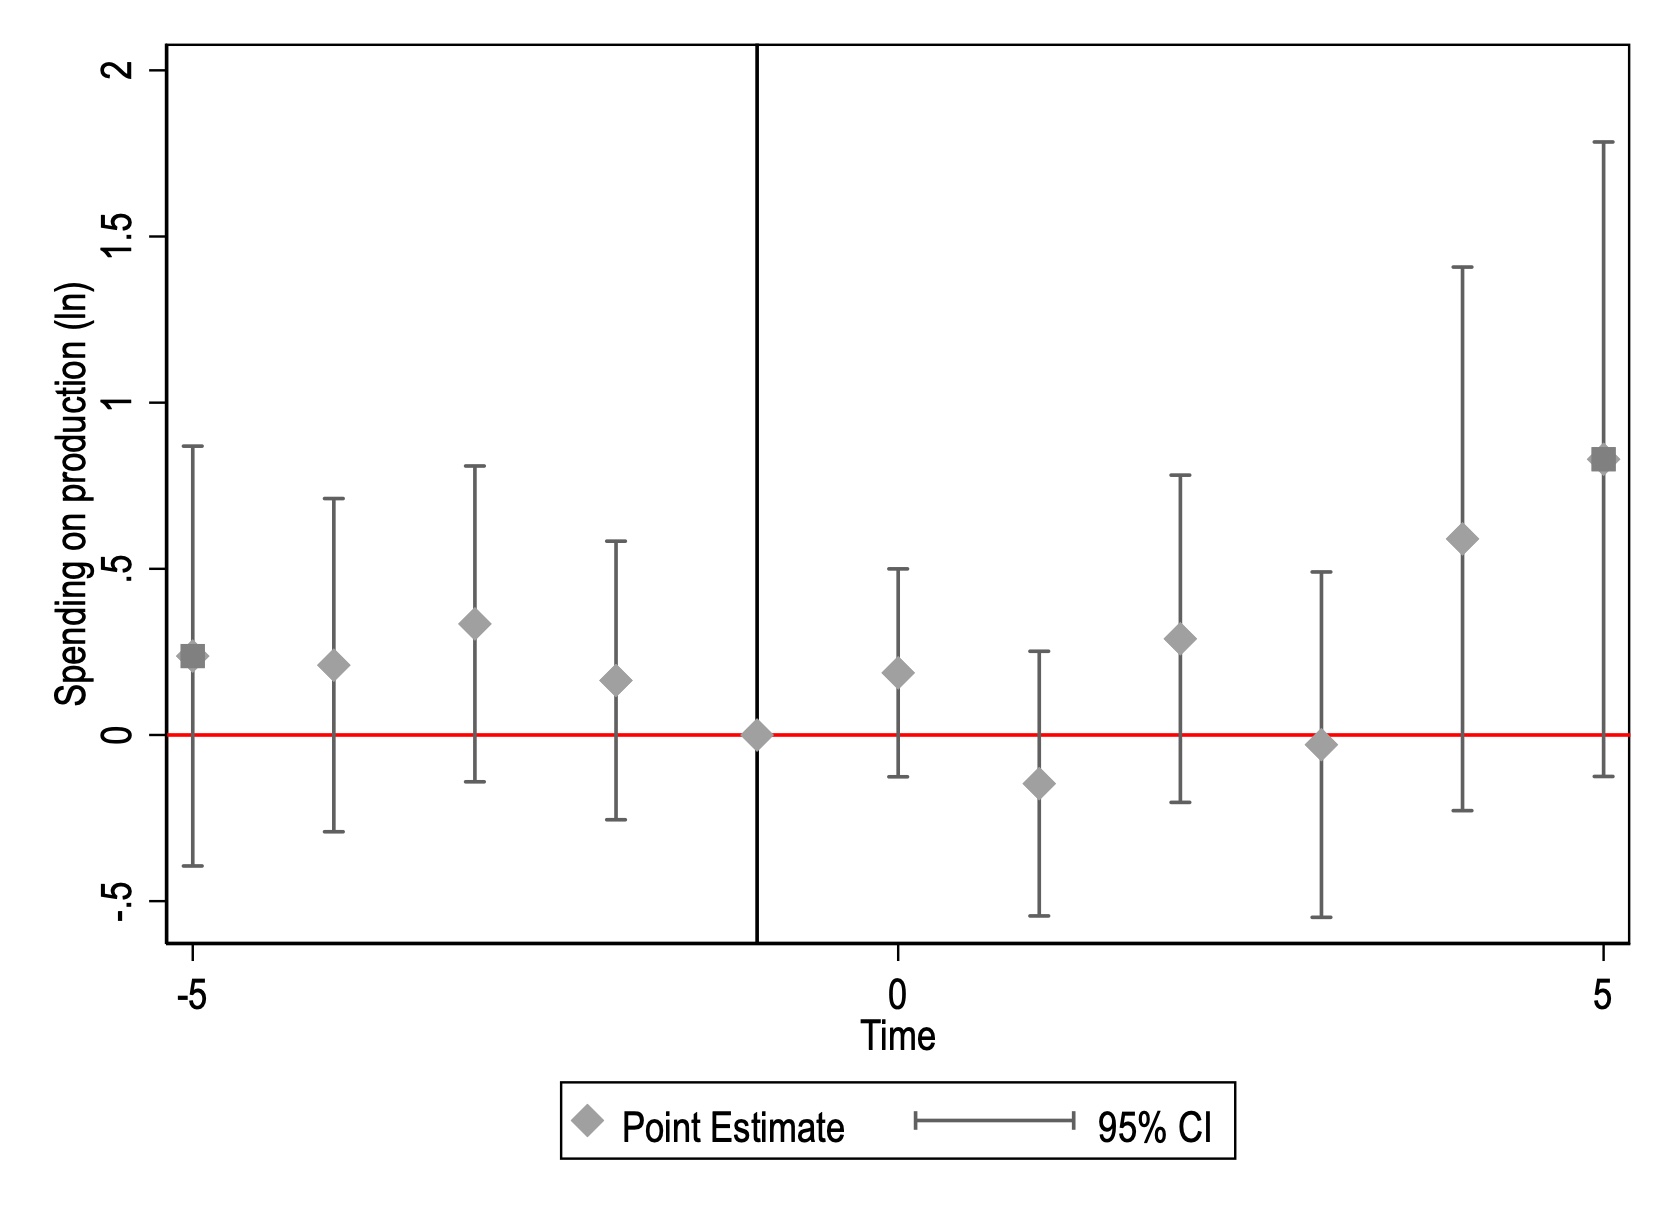 Spending on production (ln)
2
1.5
1
.5
0
-.5
-5
0
5
Time
Point Estimate
95% CI